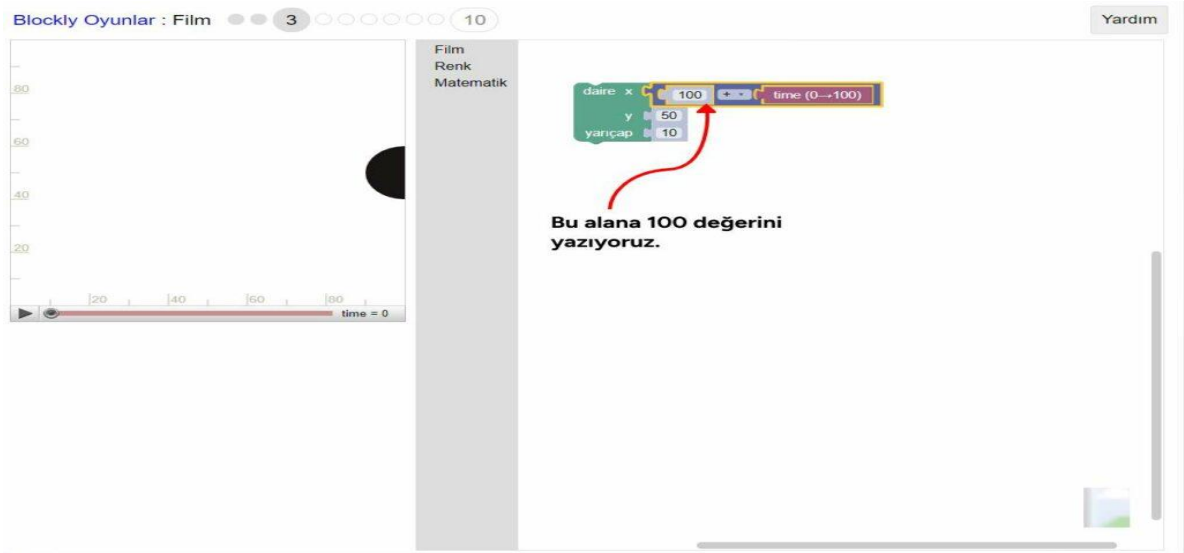 Blockly Oyunlar : Film 3 10 Yardım
Film
Renk
Matematik
80
60
40
20
20 40 60 80
time = 0
daire x 100 + time (0→100)
y 50
yarıçap 10
Bu alana 100 değerini
yazıyoruz.